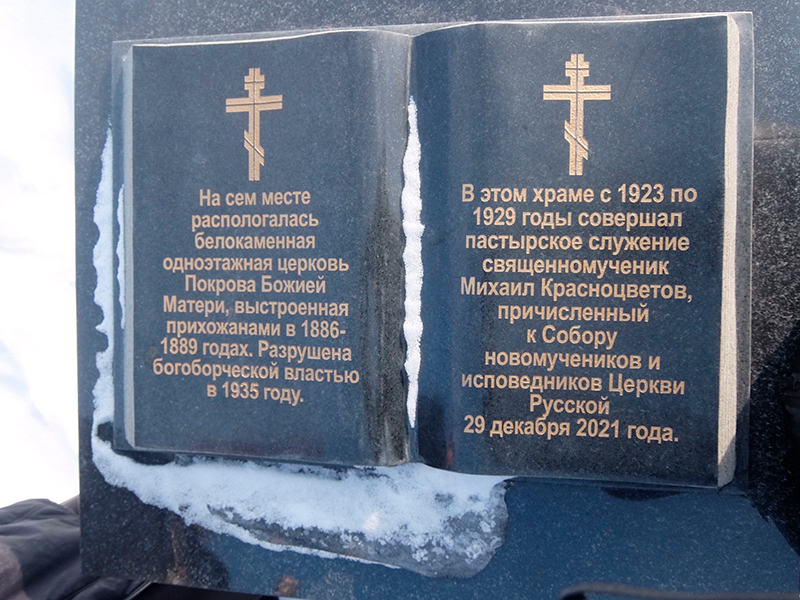 На сем месте
распологалась
белокаменная
одноэтажная церковь
Покрова Божией
Матери, выстроенная
прихожанами в 1886-
1889 годах. Разрушена
богоборческой властью
в 1935 году.
В этом храме с 1923 по
1929 годы совершал
пастырское служение
священномученик
Михаил Красноцветов,
причисленный
к Собору
новомучеников и
исповедников Церкви
Русской
29 декабря 2021 года.